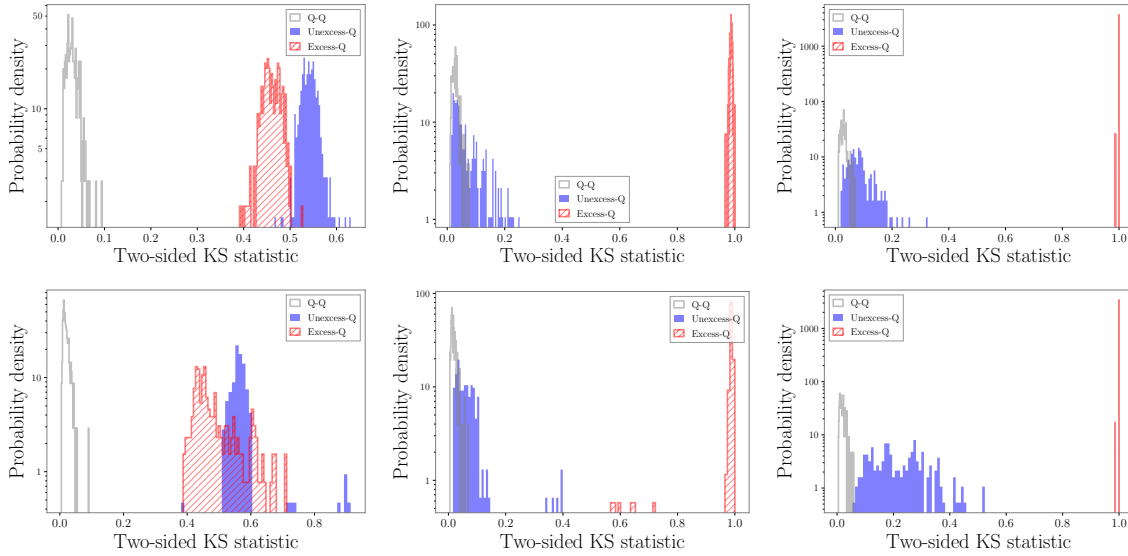 Probability density
50
10
5
0.0 0.1 0.2 0.3 0.4 0.5 0.6
Two-sided KS statistic
Q-Q
Unexcess-Q
Excess-Q
Probability density
100
10
1
0.0 0.2 0.4 0.6 0.8 1.0
Two-sided KS statistic
Q-Q
Unexcess-Q
Excess-Q
Probability density
1000
100
10
1
0.0 0.2 0.4 0.6 0.8 1.0
Two-sided KS statistic
Q-Q
Unexcess-Q
Excess-Q
Probability density
10
1
0.0 0.2 0.4 0.6 0.8
Two-sided KS statistic
Q-Q
Unexcess-Q
Excess-Q
Probability density
100
10
1
0.0 0.2 0.4 0.6 0.8 1.0
Two-sided KS statistic
Q-Q
Unexcess-Q
Excess-Q
Probability density
1000
100
10
1
0.0 0.2 0.4 0.6 0.8 1.0
Two-sided KS statistic
Q-Q
Unexcess-Q
Excess-Q